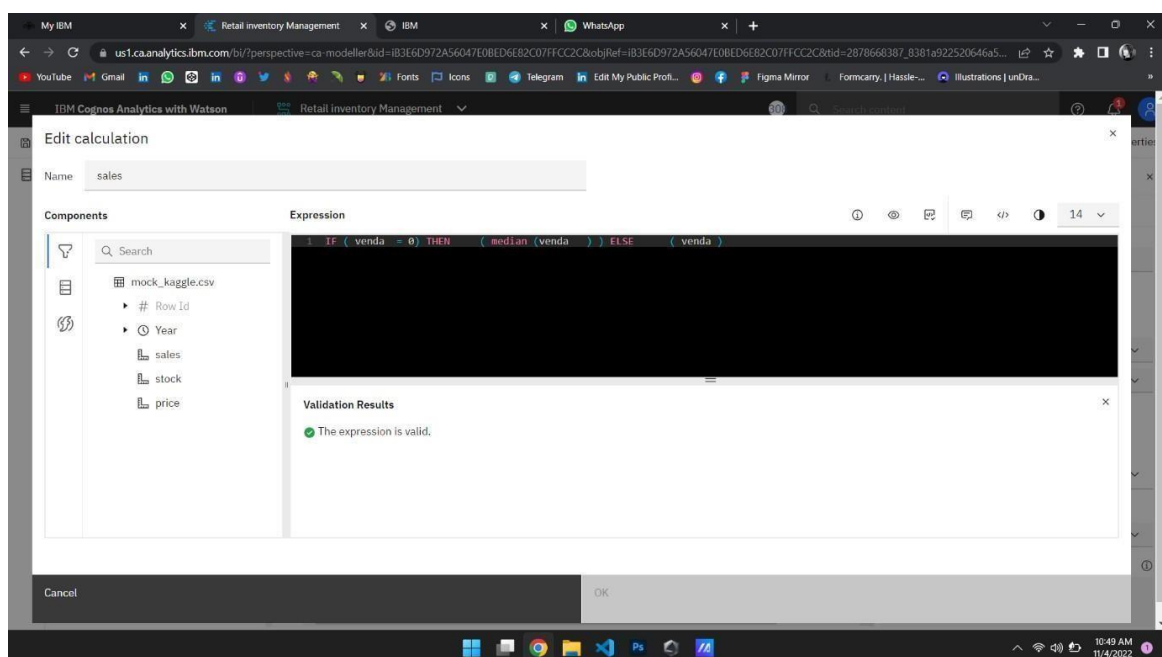 My IBM
Retail inventory Management
IBM
WhatsApp
us1.ca.analytics.ibm.com/bi/?perspective=ca-modeller&id=iB3E6D972A56047E0BED6E82C07FFCC2C&objRef=iB3E6D972A56047E0BED6E82C07FFCC2C&tid=2878668387_8381a922520646a5...
YouTube Gmail Fonts Icons Telegram Edit My Public Profi... Figma Mirror Formcarry. | Hassle-... Illustrations | unDra... »
IBM Cognos Analytics with Watson Retail inventory Management Search content
Edit calculation
erties
Name sales
Components Expression 14
1 IF ( venda = 0) THEN ( median (venda ) ) ELSE ( venda )
Search
mock_kaggle.csv
# Row Id
Year
sales
stock
price
Validation Results
The expression is valid.
Cancel OK
10:49 AM
11/4/2022